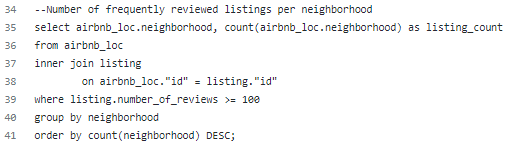 34 --Number of frequently reviewed listings per neighborhood
35 select airbnb_loc.neighborhood, count(airbnb_loc.neighborhood) as listing_count
36 from airbnb_loc
37 inner join listing
38 on airbnb_loc."id" = listing."id"
39 where listing.number_of_reviews >= 100
40 group by neighborhood
41 order by count(neighborhood) DESC;